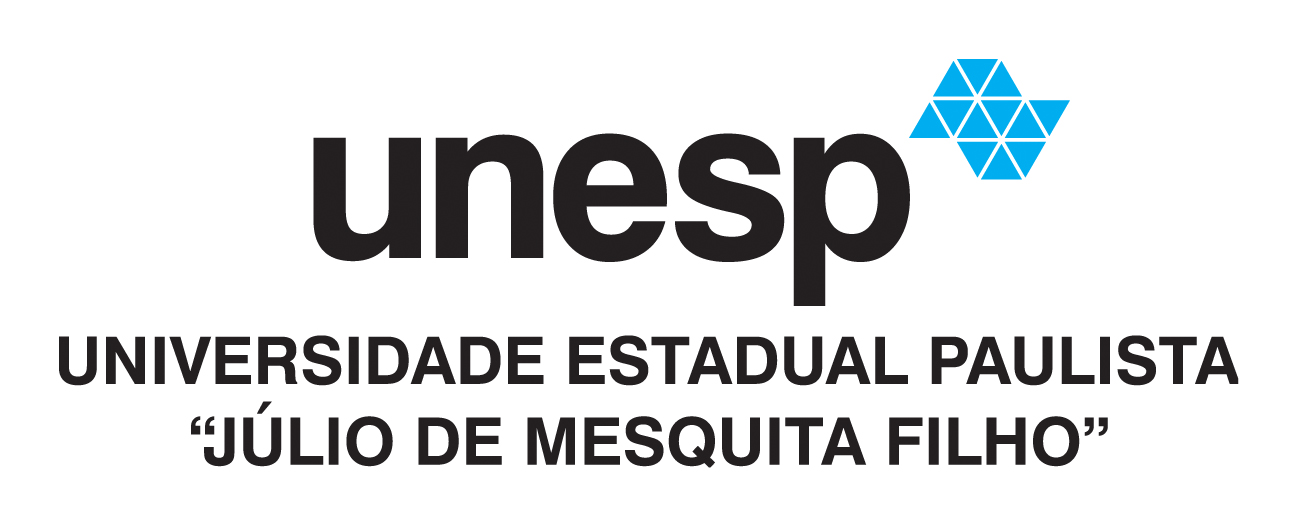 unesp
UNIVERSIDADE ESTADUAL PAULISTA
“JÚLIO DE MESQUITA FILHO”